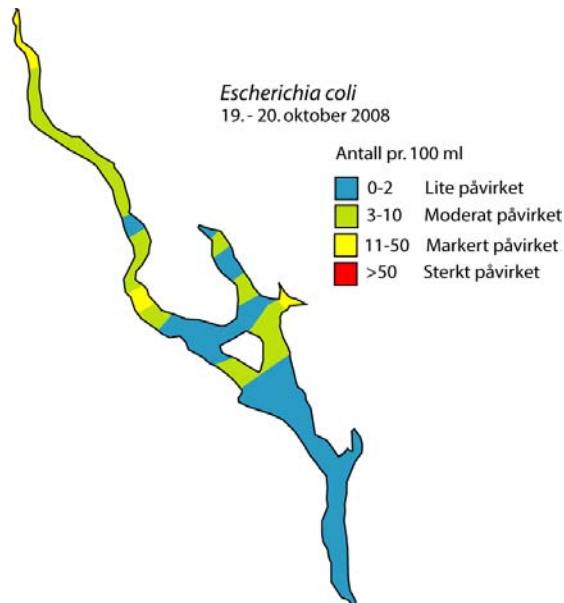 Escherichia coli
19. - 20. oktober 2008
Antall pr. 100 ml
0-2 Lite påvirket
3-10 Moderat påvirket
11-50 Markert påvirket
>50 Sterkt påvirket